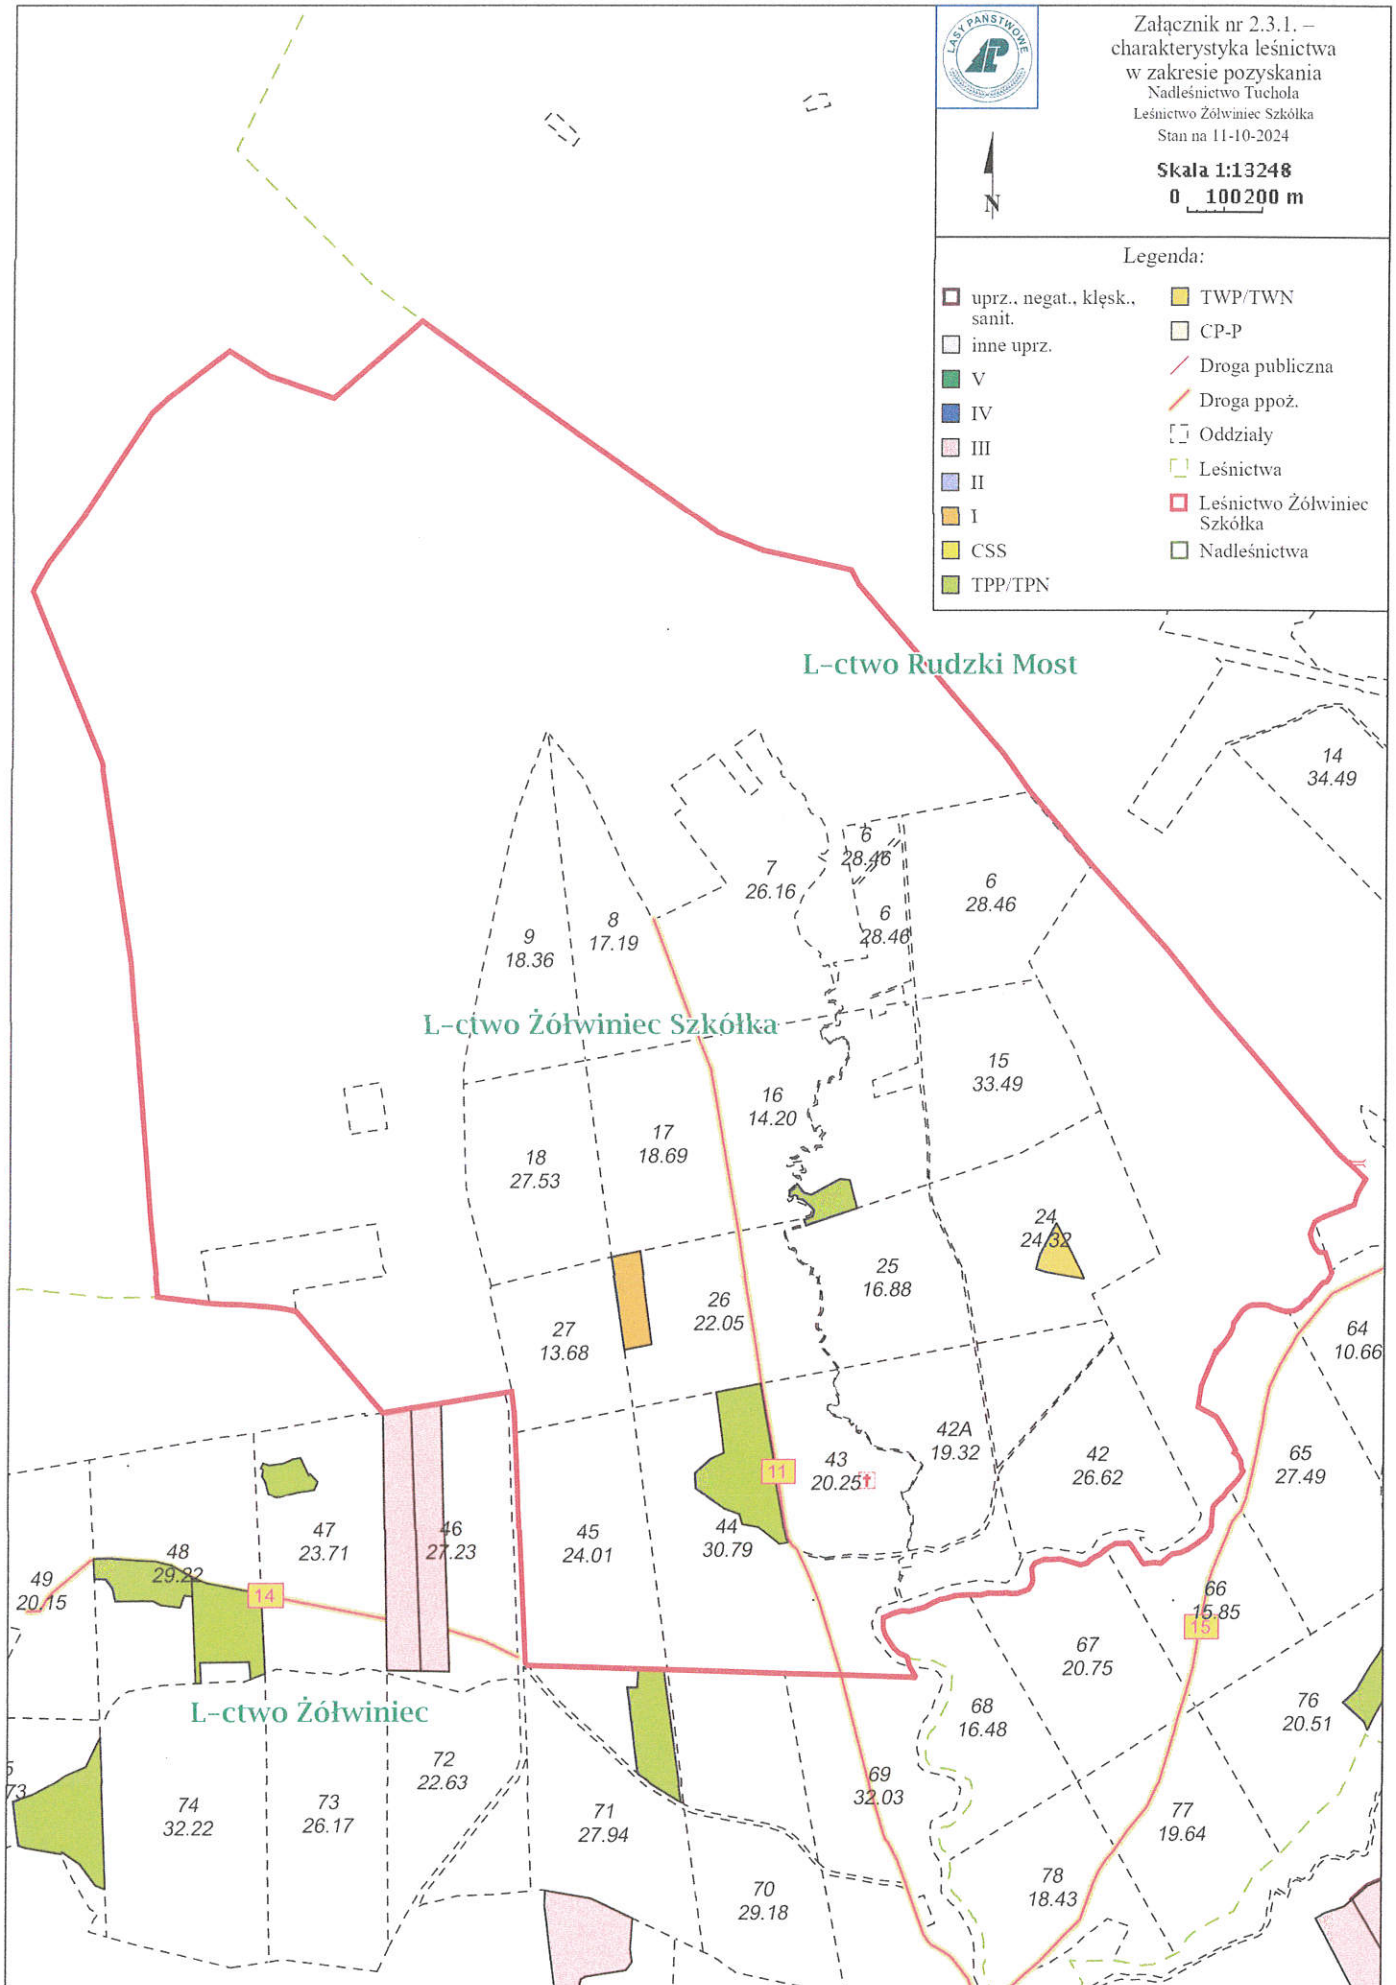 LASY PAŃSTWOWE
Załącznik nr 2.3.1. –
charakterystyka leśnictwa
w zakresie pozyskania
Nadleśnictwo Tuchola
Leśnictwo Żółwiniec Szkółka
Stan na 11-10-2024
Skala 1:13248
0 100200 m
N
Legenda:
uprz., negat., klęsk.,
sanit.
inne uprz.
V
IV
III
II
I
CSS
TPP/TPN
TWP/TWN
CP-P
Droga publiczna
Droga ppoż.
Oddziały
Leśnictwa
Leśnictwo Żółwiniec
Szkółka
Nadleśnictwa
L-ctwo Rudzki Most
14
34.49
6
28.46
7
26.16
6
28.46
6
28.46
8
17.19
9
18.36
L-ctwo Żółwiniec Szkółka
15
33.49
16
14.20
17
18.69
18
27.53
24
24.32
25
16.88
26
22.05
27
13.68
64
10.66
42A
19.32
42
26.62
65
27.49
43
20.25
11
44
30.79
45
24.01
46
27.23
47
23.71
48
29.22
49
20.15
14
66
15.85
15
67
20.75
68
16.48
76
20.51
L-ctwo Żółwiniec
72
22.63
69
32.03
5
73
74
32.22
73
26.17
71
27.94
77
19.64
70
29.18
78
18.43